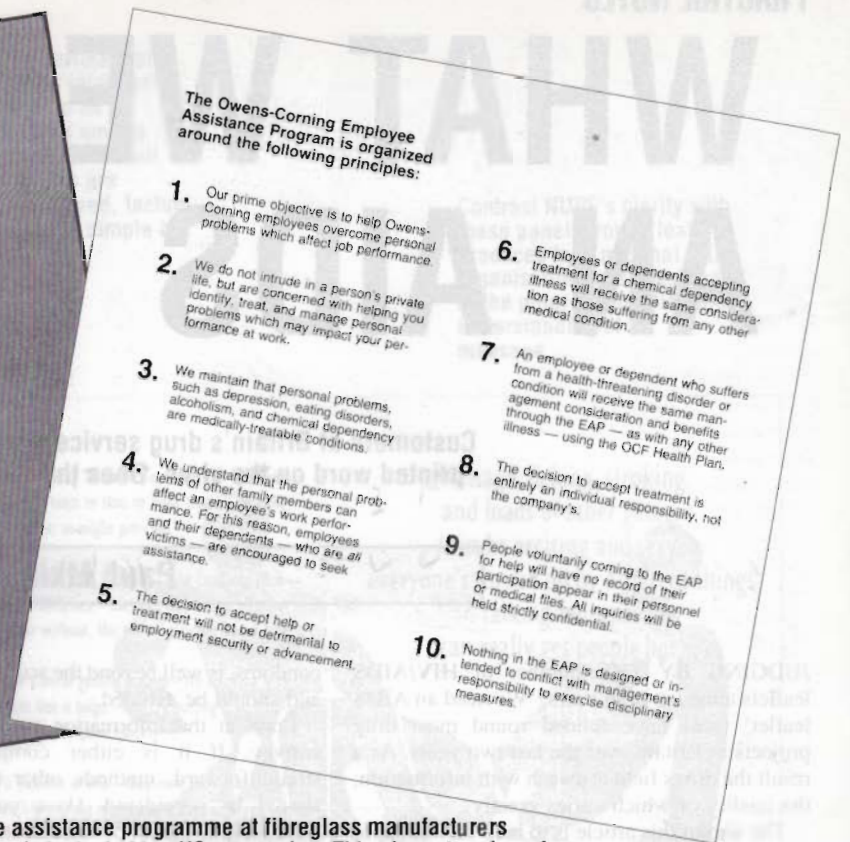 The Owens-Corning Employee
Assistance Program is organized
around the following principles:
1. Our prime objective is to help Owens-
Corning employees overcome personal
problems which affect job performance.
2. We do not intrude in a person's private
life, but are concerned with helping you
identify, treat, and manage personal
problems which may impact your per-
formance at work.
3. We maintain that personal problems,
such as depression, eating disorders,
alcoholism, and chemical dependency
are medically-treatable conditions.
4. We understand that the personal prob-
lems of other family members can
affect an employee's work perfor-
mance. For this reason, employees
and their dependents — who are all
victims — are encouraged to seek
assistance.
5. The decision to accept help or
treatment will not be detrimental to
employment security or advancement.
6. Employees or dependents accepting
treatment for a chemical dependency
illness will receive the same considera-
tion as those suffering from any other
medical condition.
7. An employee or dependent who suffers
from a health-threatening disorder or
condition will receive the same man-
agement consideration and benefits
through the EAP — as with any other
illness — using the OCF Health Plan.
8. The decision to accept treatment is
entirely an individual responsibility, not
the company's.
9. People voluntarily coming to the EAP
for help will have no record of their
participation appear in their personnel
or medical files. All inquiries will be
held strictly confidential.
10. Nothing in the EAP is designed or in-
tended to conflict with management's
responsibility to exercise disciplinary
measures.
assistance programme at fibreglass manufacturers